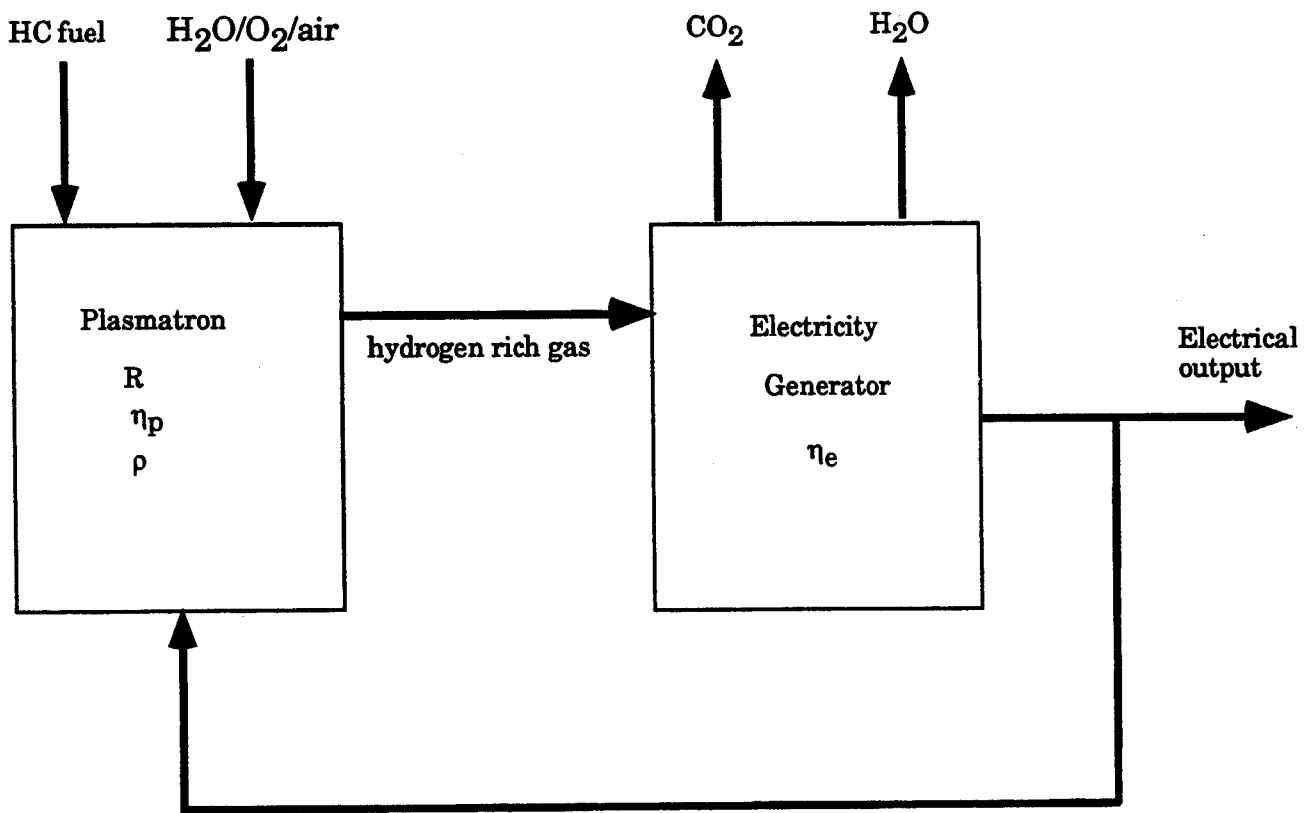 HC fuel
H₂O/O₂/air
CO₂
H₂O
Plasmatron
R
ηp
ρ
hydrogen rich gas
Electricity
Generator
ηe
Electrical
output